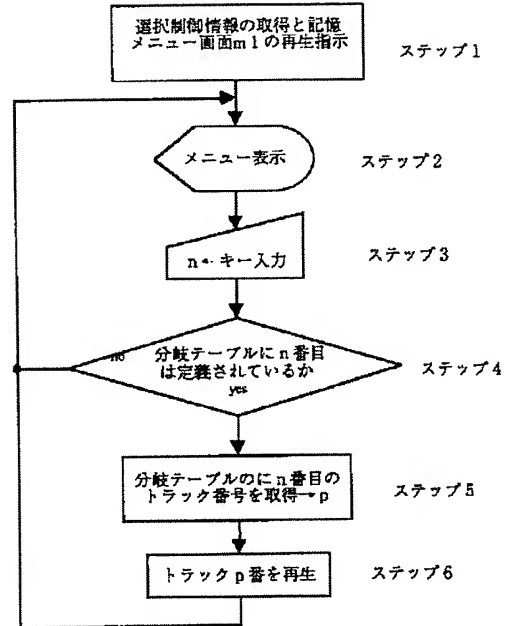 選択制御情報の取得と記憶
メニュー画面m1の再生指示
ステップ1
メニュー表示
ステップ2
n←キー入力
ステップ3
no
分岐テーブルにn番目
は定義されているか
yes
ステップ4
分岐テーブルのにn番目の
トラック番号を取得→p
ステップ5
トラックp番を再生
ステップ6